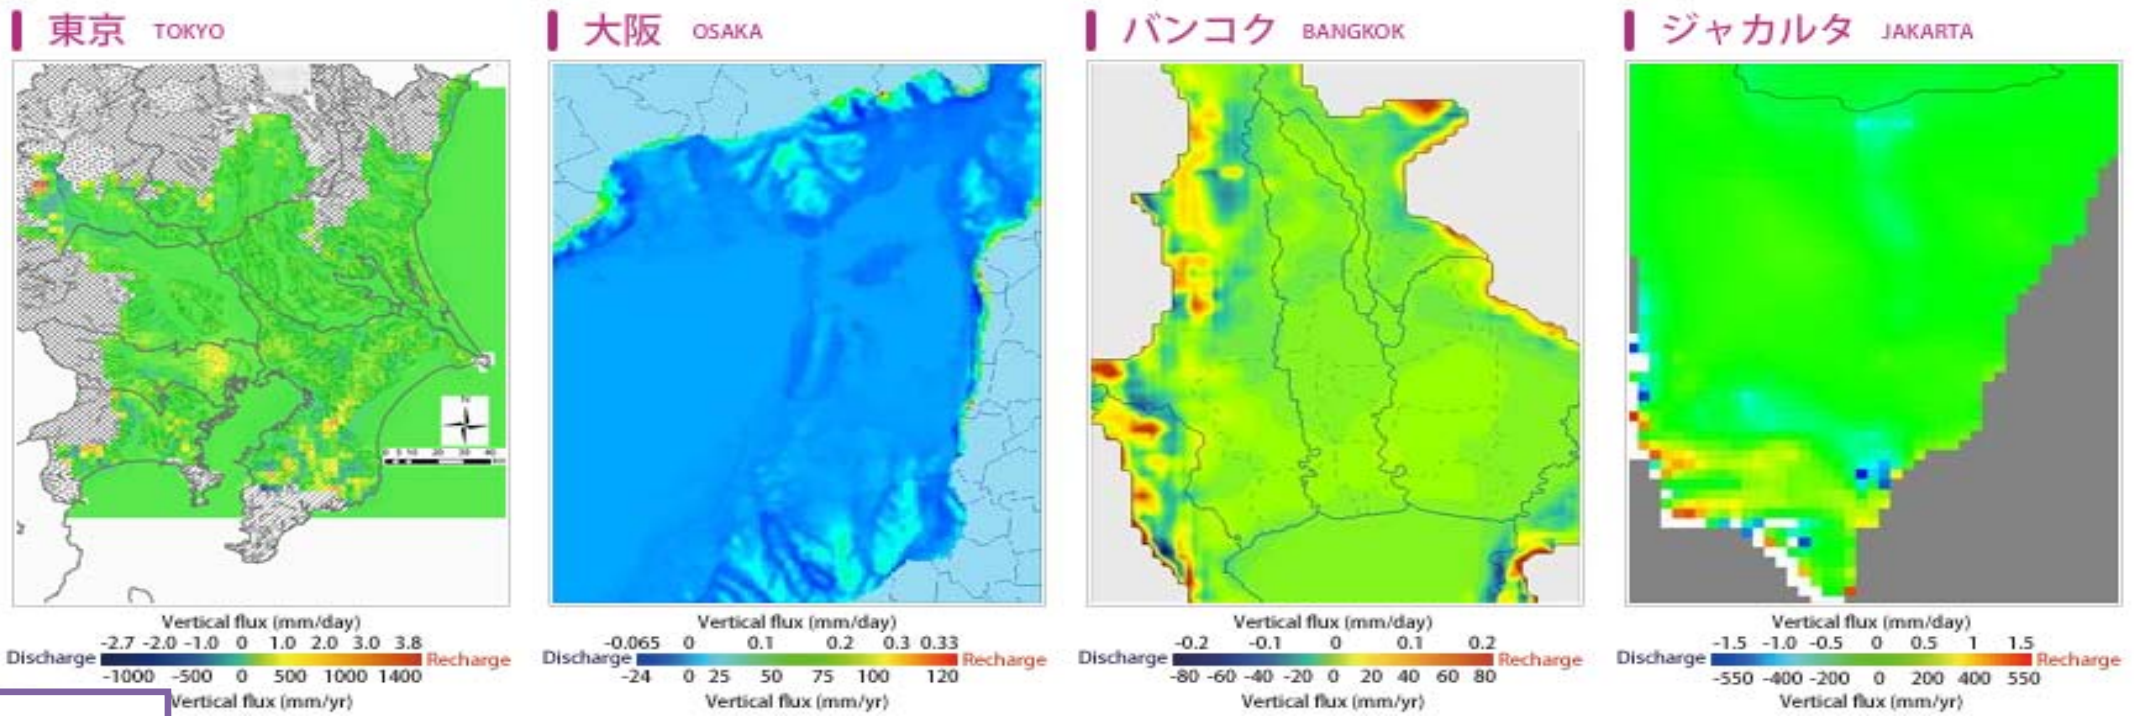 東京 TOKYO
Vertical flux (mm/day)
-2.7 -2.0 -1.0 0 1.0 2.0 3.0 3.8
Discharge Recharge
-1000 -500 0 500 1000 1400
Vertical flux (mm/yr)
大阪 OSAKA
Vertical flux (mm/day)
-0.065 0 0.1 0.2 0.3 0.33
Discharge Recharge
-24 0 25 50 75 100 120
Vertical flux (mm/yr)
バンコク BANGKOK
Vertical flux (mm/day)
-0.2 -0.1 0 0.1 0.2
Discharge Recharge
-80 -60 -40 -20 0 20 40 60 80
Vertical flux (mm/yr)
ジャカルタ JAKARTA
Vertical flux (mm/day)
-1.5 -1.0 -0.5 0 0.5 1 1.5
Discharge Recharge
-550 -400 -200 0 200 400 550
Vertical flux (mm/yr)